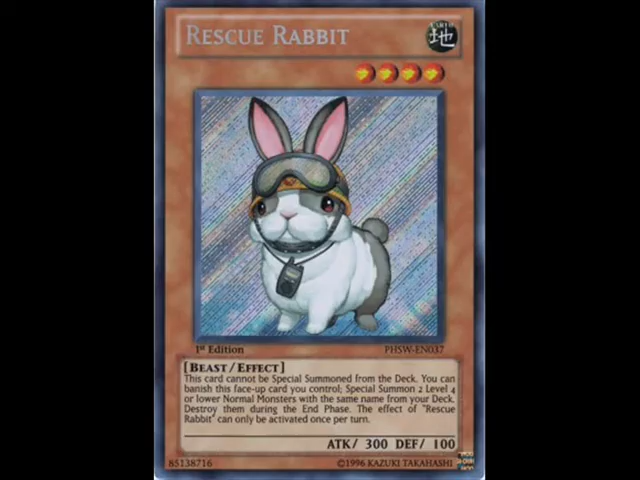 RESCUE RABBIT
地
1st Edition
PHSW-EN037
[BEAST/EFFECT]
This card cannot be Special Summoned from the Deck. You can
banish this face-up card you control; Special Summon 2 Level 4
or lower Normal Monsters with the same name from your Deck.
Destroy them during the End Phase. The effect of "Rescue
Rabbit" can only be activated once per turn.
ATK/ 300 DEF/ 100
85138716
©1996 KAZUKI TAKAHASHI